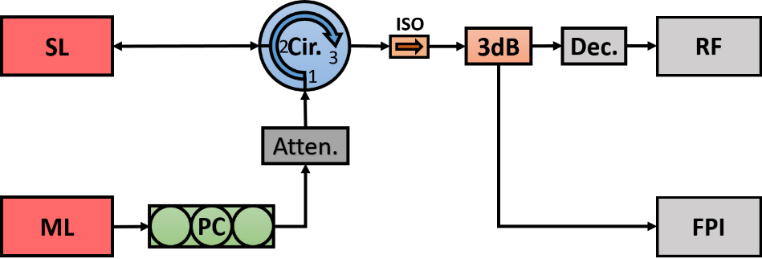 SL
2
Cir.
3
1
ISO
3dB
Dec.
RF
Atten.
ML
PC
FPI